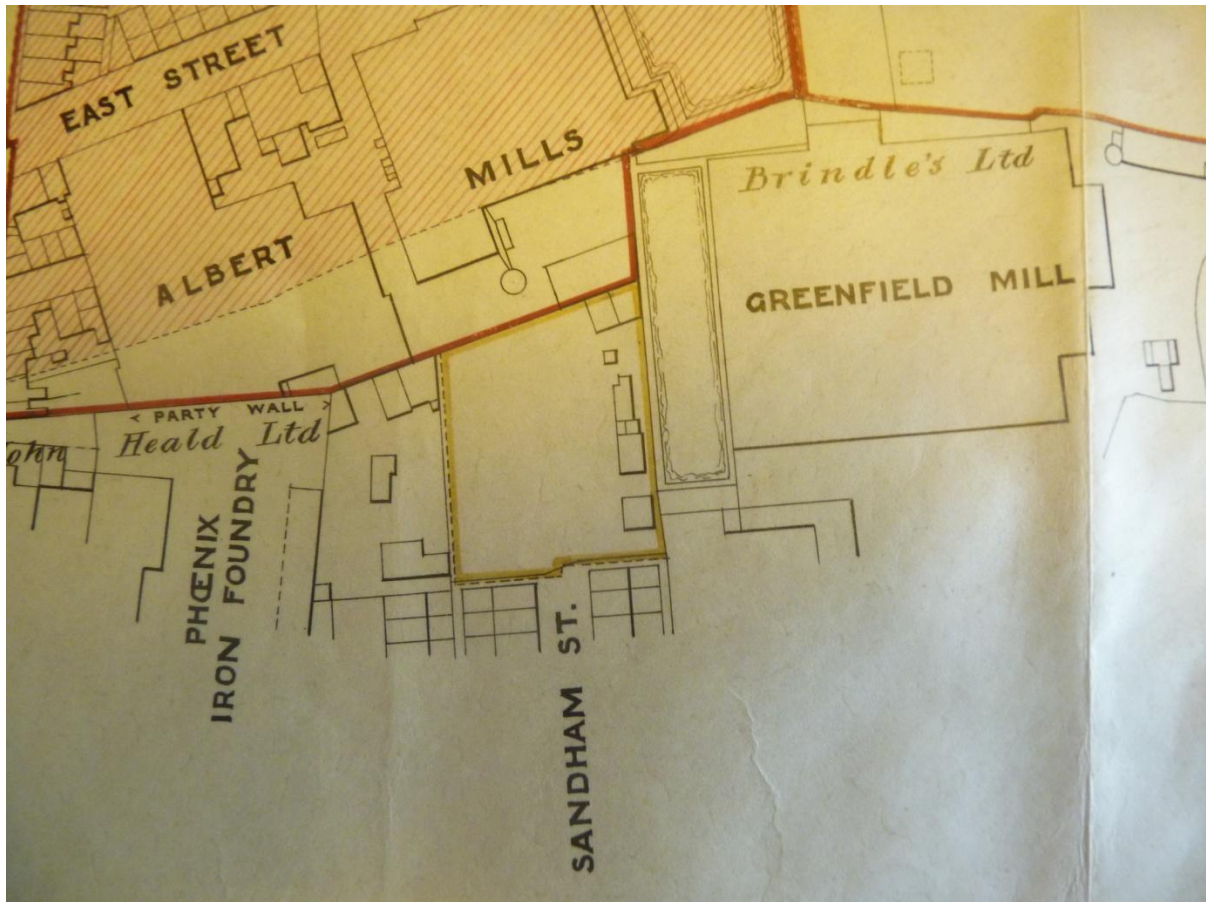 EAST STREET
ALBERT MILLS
Brindle's Ltd
GREENFIELD MILL
PARTY WALL
Heald Ltd
PHŒNIX
IRON FOUNDRY
SANDHAM ST.